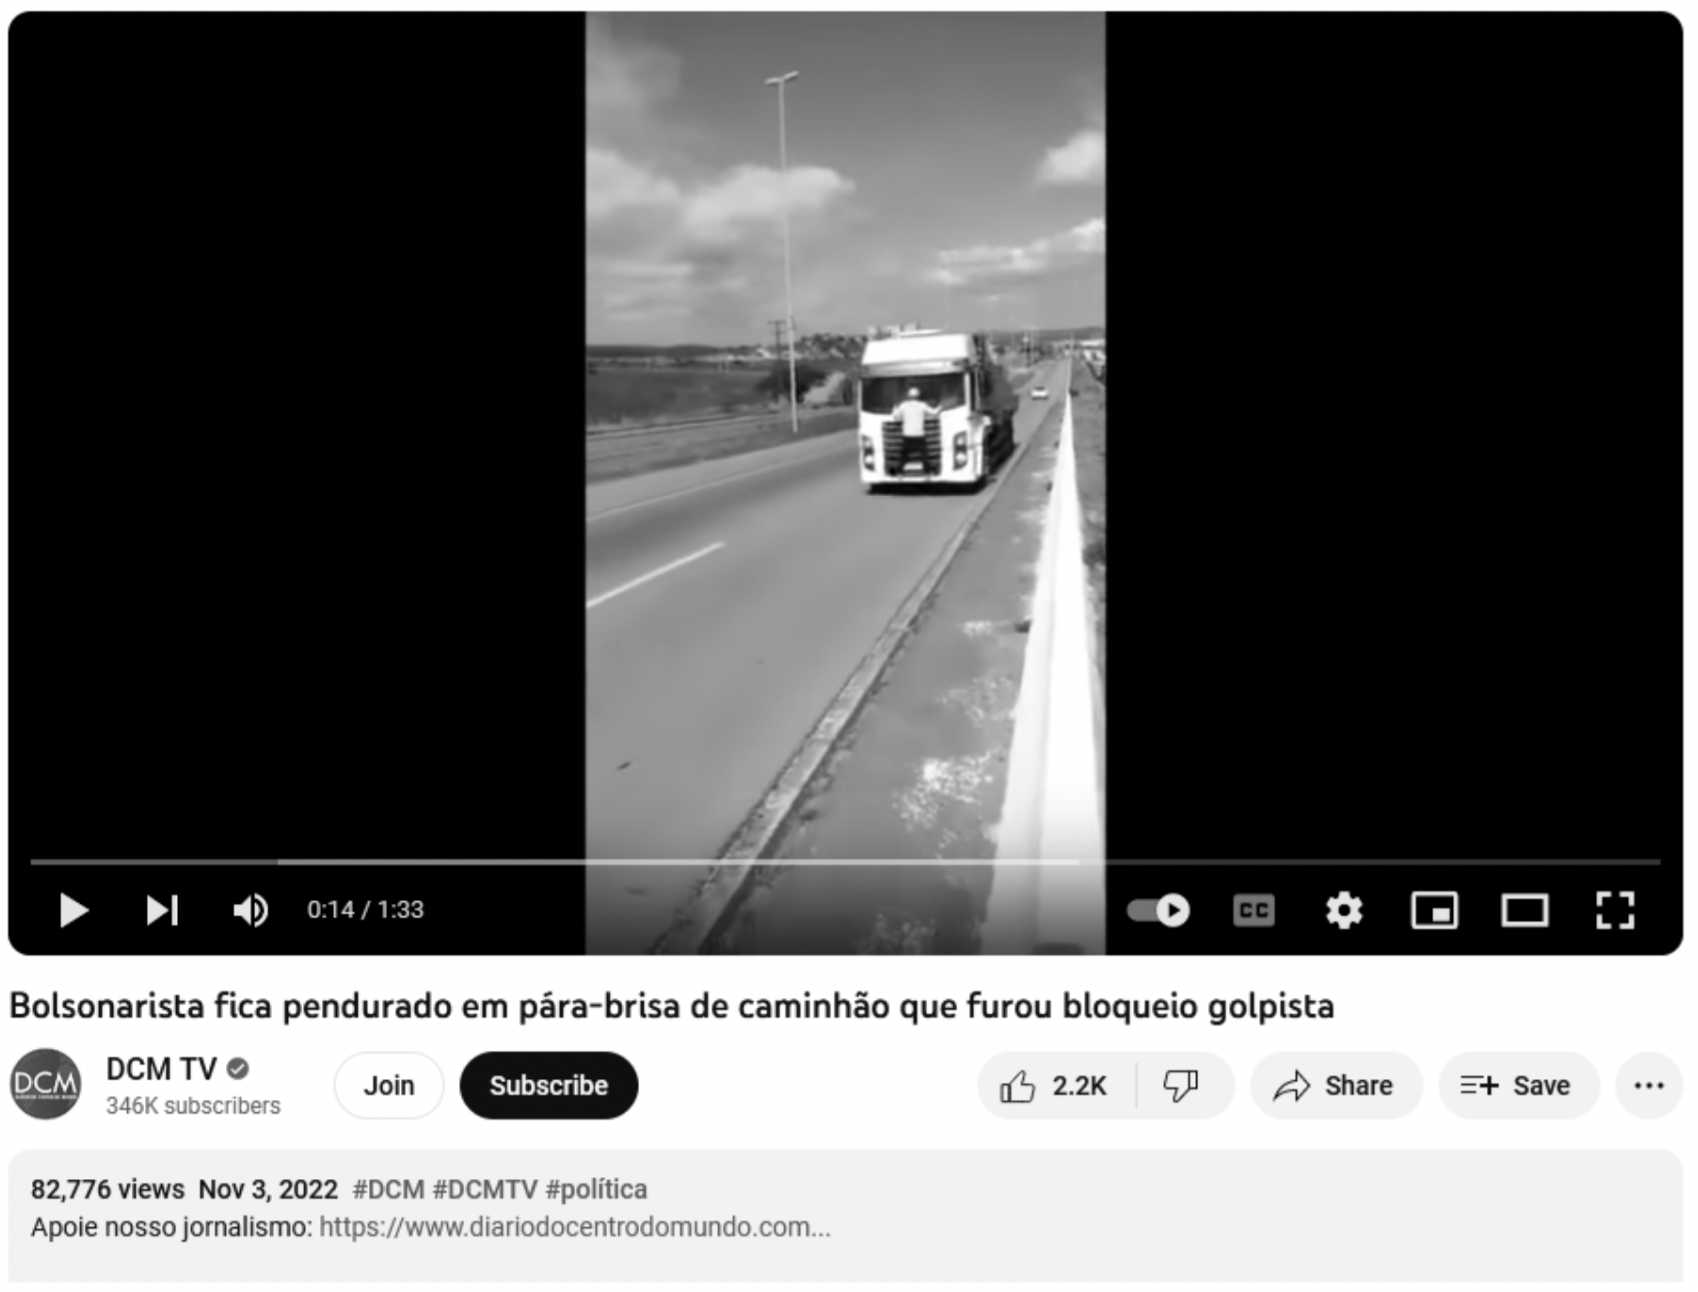 0:14 / 1:33
CC
Bolsonarista fica pendurado em pára-brisa de caminhão que furou bloqueio golpista
DCM
DCM TV
346K subscribers
Join
Subscribe
2.2K
Share
Save
82,776 views Nov 3, 2022 #DCM #DCMTV #política
Apoie nosso jornalismo: https://www.diariodocentrodomundo.com...